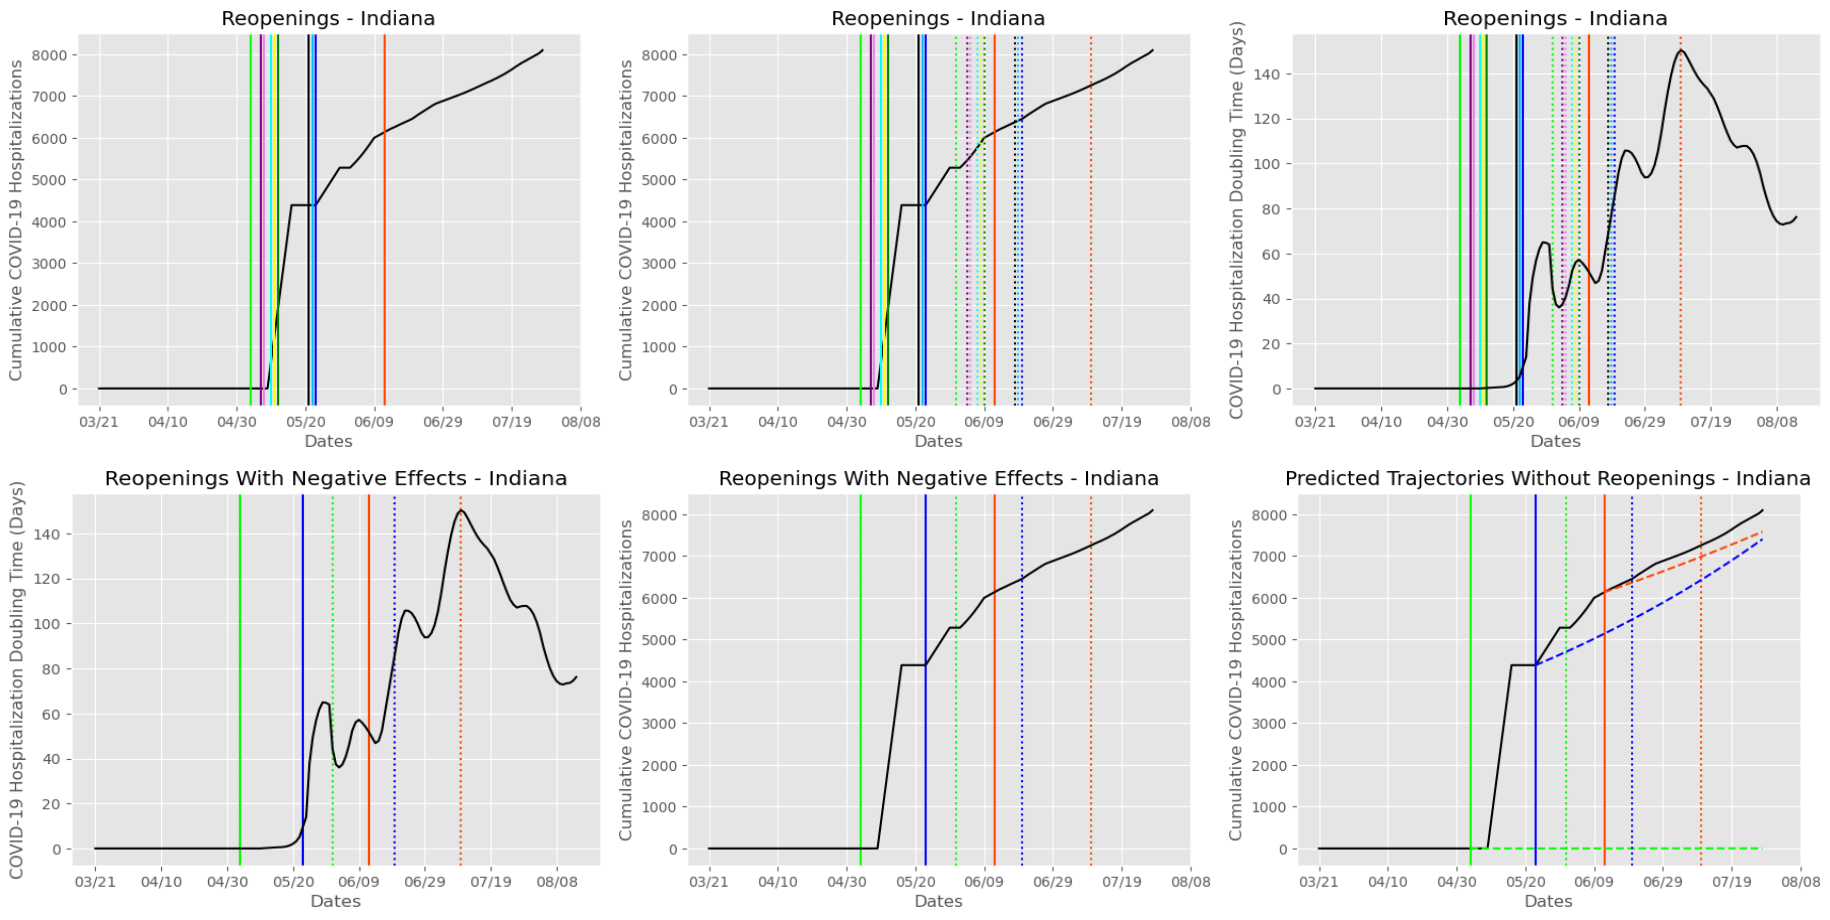 Reopenings - Indiana
Cumulative COVID-19 Hospitalizations
8000
7000
6000
5000
4000
3000
2000
1000
0
03/21 04/10 04/30 05/20 06/09 06/29 07/19 08/08
Dates
Reopenings - Indiana
Cumulative COVID-19 Hospitalizations
8000
7000
6000
5000
4000
3000
2000
1000
0
03/21 04/10 04/30 05/20 06/09 06/29 07/19 08/08
Dates
Reopenings - Indiana
COVID-19 Hospitalization Doubling Time (Days)
140
120
100
80
60
40
20
0
03/21 04/10 04/30 05/20 06/09 06/29 07/19 08/08
Dates
Reopenings With Negative Effects - Indiana
COVID-19 Hospitalization Doubling Time (Days)
140
120
100
80
60
40
20
0
03/21 04/10 04/30 05/20 06/09 06/29 07/19 08/08
Dates
Reopenings With Negative Effects - Indiana
Cumulative COVID-19 Hospitalizations
8000
7000
6000
5000
4000
3000
2000
1000
0
03/21 04/10 04/30 05/20 06/09 06/29 07/19 08/08
Dates
Predicted Trajectories Without Reopenings - Indiana
Cumulative COVID-19 Hospitalizations
8000
7000
6000
5000
4000
3000
2000
1000
0
03/21 04/10 04/30 05/20 06/09 06/29 07/19 08/08
Dates